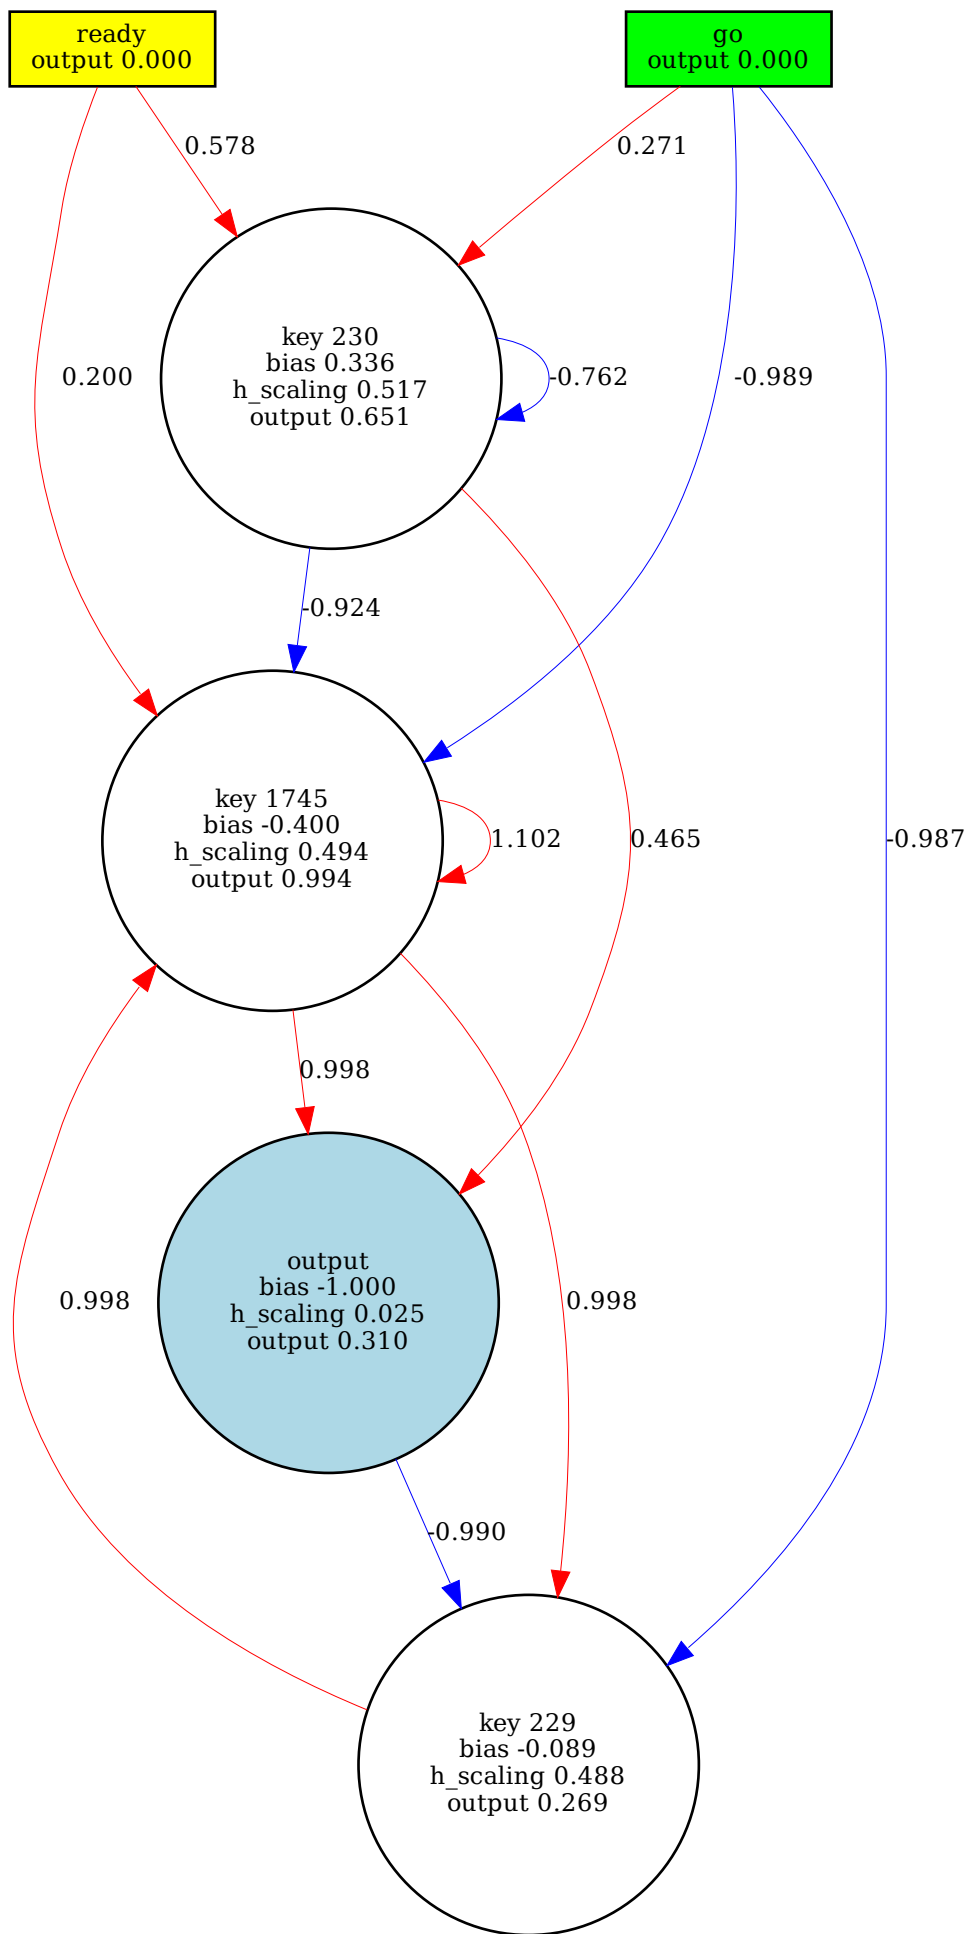 ready
output 0.000
go
output 0.000
0.578
0.271
key 230
bias 0.336
h_scaling 0.517
output 0.651
0.200
-0.762
-0.989
-0.924
key 1745
bias -0.400
h_scaling 0.494
output 0.994
1.102
0.465
-0.987
0.998
output
bias -1.000
h_scaling 0.025
output 0.310
0.998
0.998
-0.990
key 229
bias -0.089
h_scaling 0.488
output 0.269